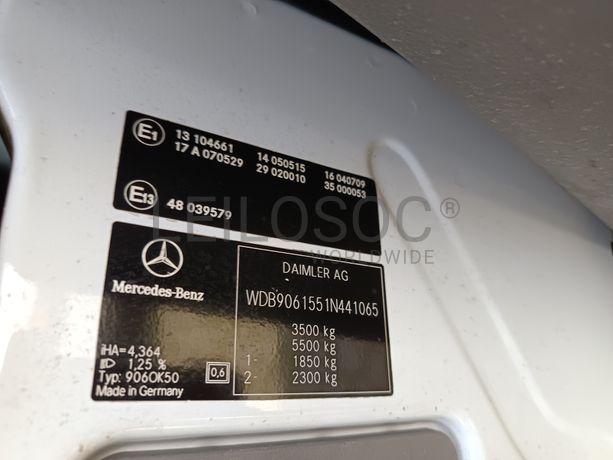 E1 13 104661 14 050515 16 040709
17 A 070529 29 020010 35 000053
E13 48 039579
LEILOSOC®
WORLDWIDE
Mercedes-Benz
DAIMLER AG
WDB9061551N441065
3500 kg
5500 kg
1- 1850 kg
2- 2300 kg
iHA=4,364
1,25 %
Typ: 906OK50
Made in Germany
0,6